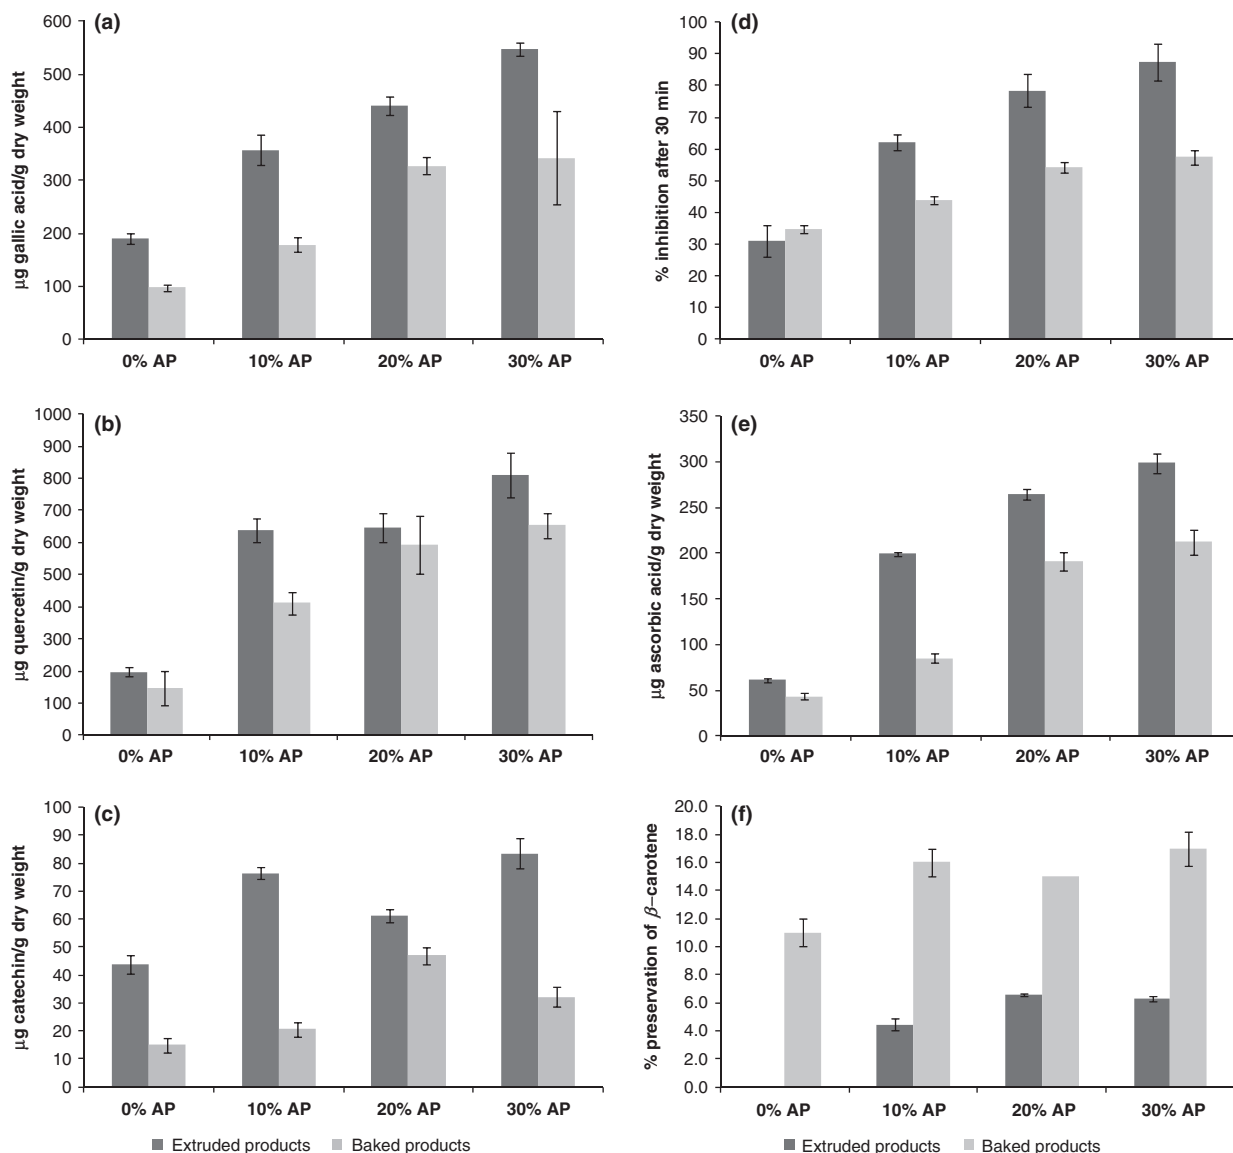 (a)
μg gallic acid/g dry weight
600
500
400
300
200
100
0
0% AP 10% AP 20% AP 30% AP
(b)
μg quercetin/g dry weight
1000
900
800
700
600
500
400
300
200
100
0
0% AP 10% AP 20% AP 30% AP
(c)
μg catechin/g dry weight
100
90
80
70
60
50
40
30
20
10
0
0% AP 10% AP 20% AP 30% AP
Extruded products Baked products
(d)
% inhibition after 30 min
100
90
80
70
60
50
40
30
20
10
0
0% AP 10% AP 20% AP 30% AP
(e)
μg ascorbic acid/g dry weight
350
300
250
200
150
100
50
0
0% AP 10% AP 20% AP 30% AP
(f)
% preservation of β–carotene
20.0
18.0
16.0
14.0
12.0
10.0
8.0
6.0
4.0
2.0
0.0
0% AP 10% AP 20% AP 30% AP
Extruded products Baked products